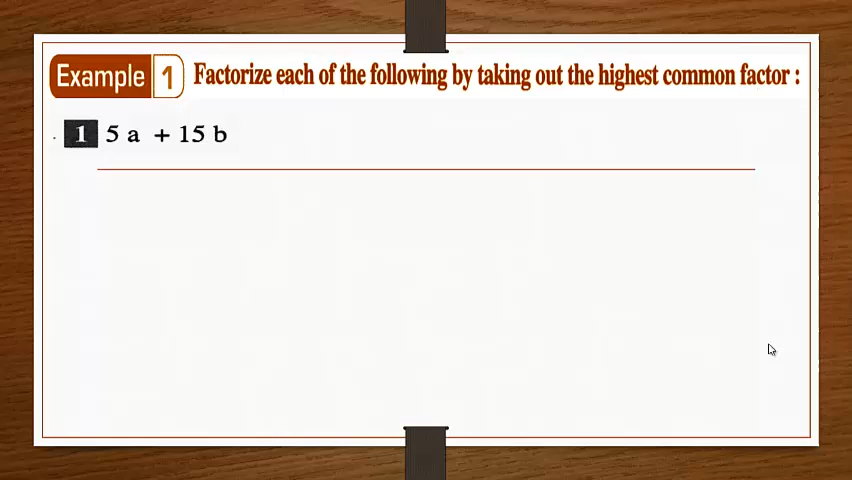 Example 1 Factorize each of the following by taking out the highest common factor :
1 5 a + 15 b